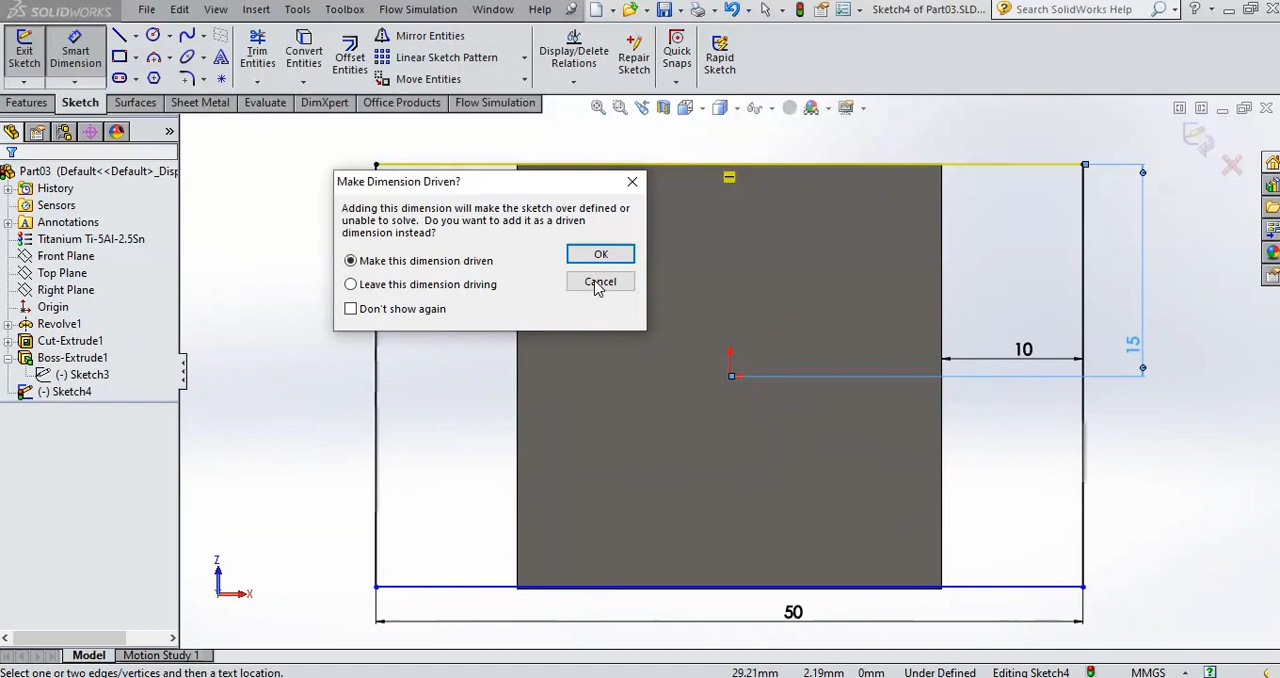 SOLIDWORKS File Edit View Insert Tools Toolbox Flow Simulation Window Help Sketch4 of Part03.SLD... Search SolidWorks Help
Exit Sketch
Smart Dimension
Trim Entities
Convert Entities
Offset Entities
Mirror Entities
Linear Sketch Pattern
Move Entities
Display/Delete Relations
Repair Sketch
Quick Snaps
Rapid Sketch
Features Sketch Surfaces Sheet Metal Evaluate DimXpert Office Products Flow Simulation
Part03 (Default<<Default>_Disp
History
Sensors
Annotations
Titanium Ti-5Al-2.5Sn
Front Plane
Top Plane
Right Plane
Origin
Revolve1
Cut-Extrude1
Boss-Extrude1
(-) Sketch3
(-) Sketch4
Make Dimension Driven?
Adding this dimension will make the sketch over defined or
unable to solve. Do you want to add it as a driven
dimension instead?
Make this dimension driven
Leave this dimension driving
Don't show again
OK
Cancel
10
15
50
Z
X
Model Motion Study 1
Select one or two edges/vertices and then a text location. 29.21mm 2.19mm 0mm Under Defined Editing Sketch4 MMGS